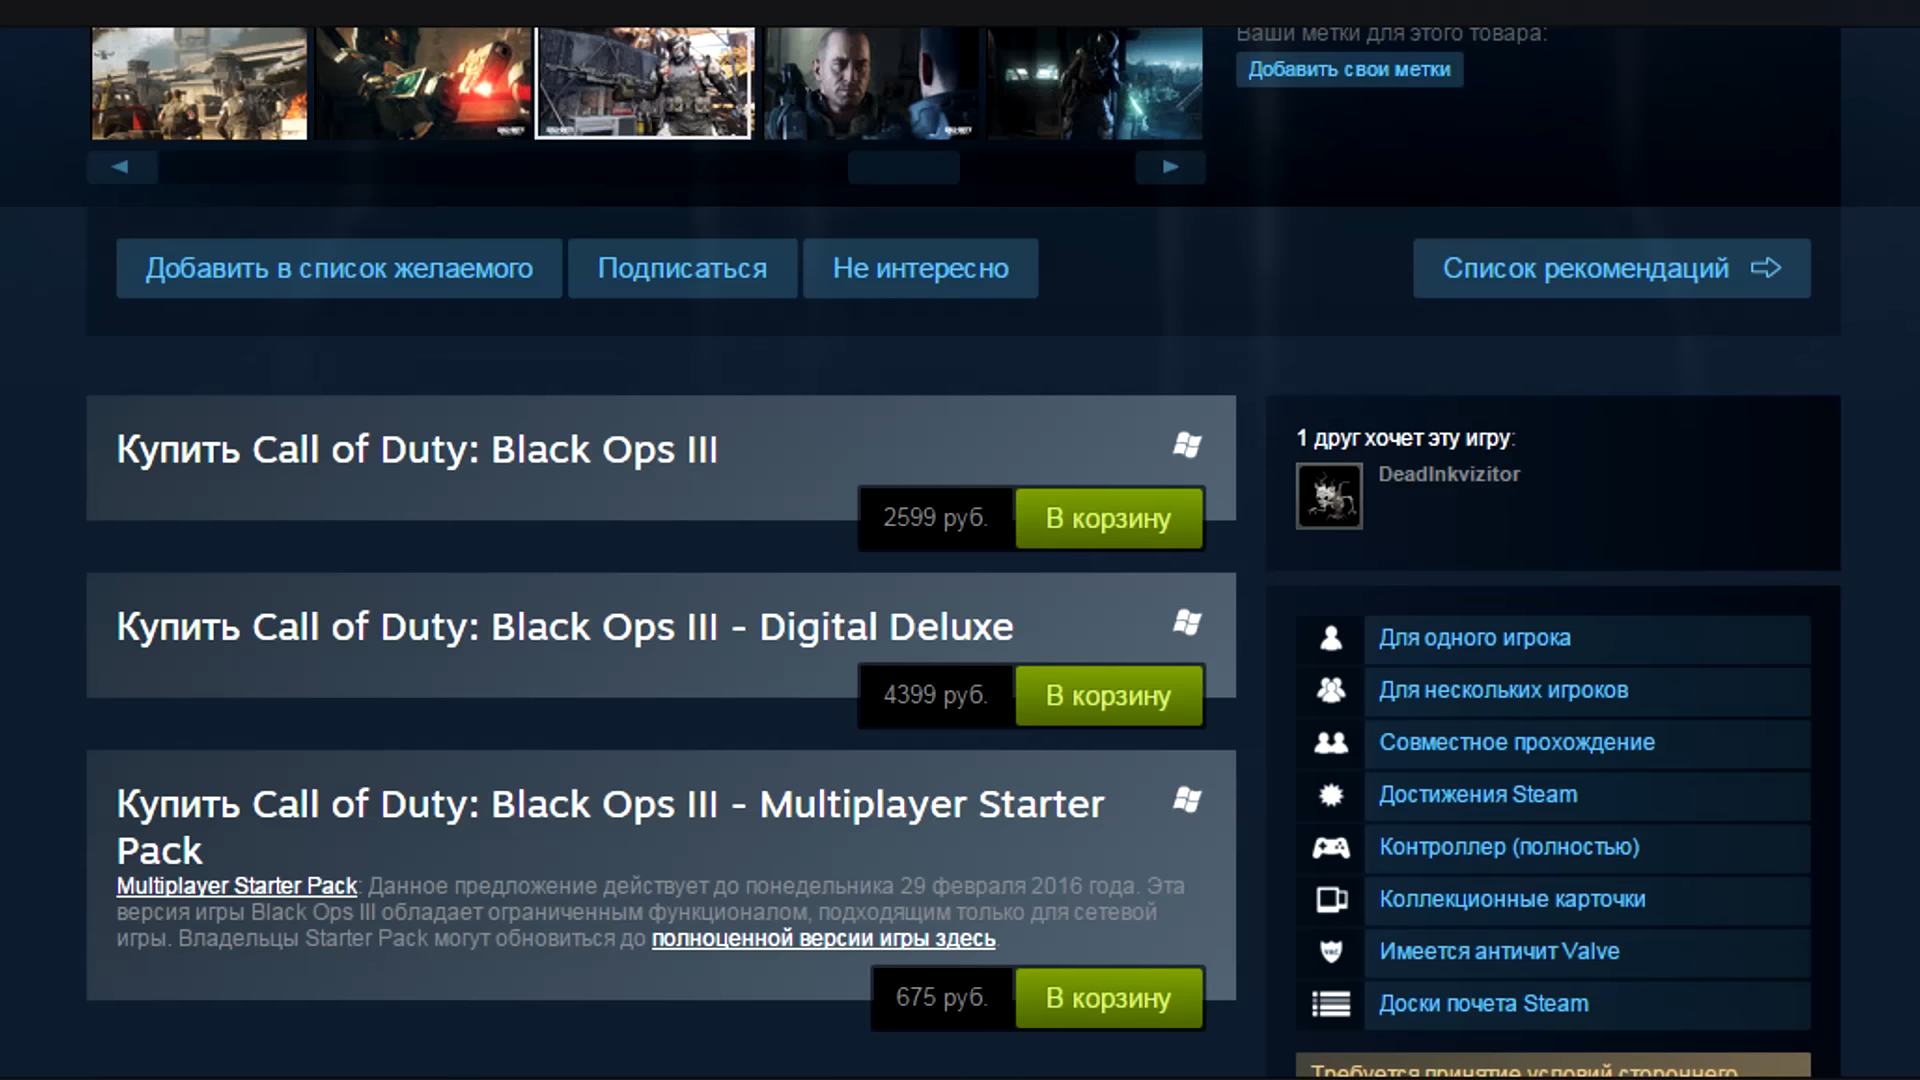 Ваши метки для этого товара:
Добавить свои метки
Добавить в список желаемого
Подписаться
Не интересно
Список рекомендаций
Купить Call of Duty: Black Ops III
2599 руб.
В корзину
1 друг хочет эту игру:
DeadInkvizitor
Купить Call of Duty: Black Ops III - Digital Deluxe
4399 руб.
В корзину
Купить Call of Duty: Black Ops III - Multiplayer Starter
Pack
Multiplayer Starter Pack: Данное предложение действует до понедельника 29 февраля 2016 года. Эта
версия игры Black Ops III обладает ограниченным функционалом, подходящим только для сетевой
игры. Владельцы Starter Pack могут обновиться до полноценной версии игры здесь.
675 руб.
В корзину
Для одного игрока
Для нескольких игроков
Совместное прохождение
Достижения Steam
Контроллер (полностью)
Коллекционные карточки
Имеется античит Valve
Доски почета Steam
Требуется принятие условий стороннего